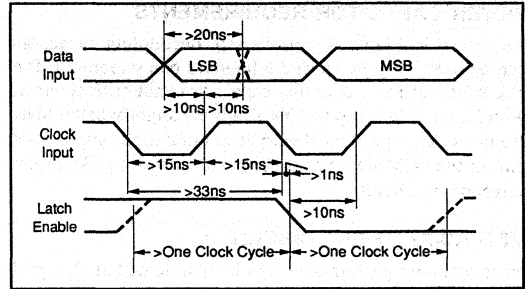 >20ns
Data
Input
LSB
MSB
>10ns
>10ns
Clock
Input
>15ns
>15ns
>1ns
>33ns
>10ns
Latch
Enable
>One Clock Cycle
>One Clock Cycle